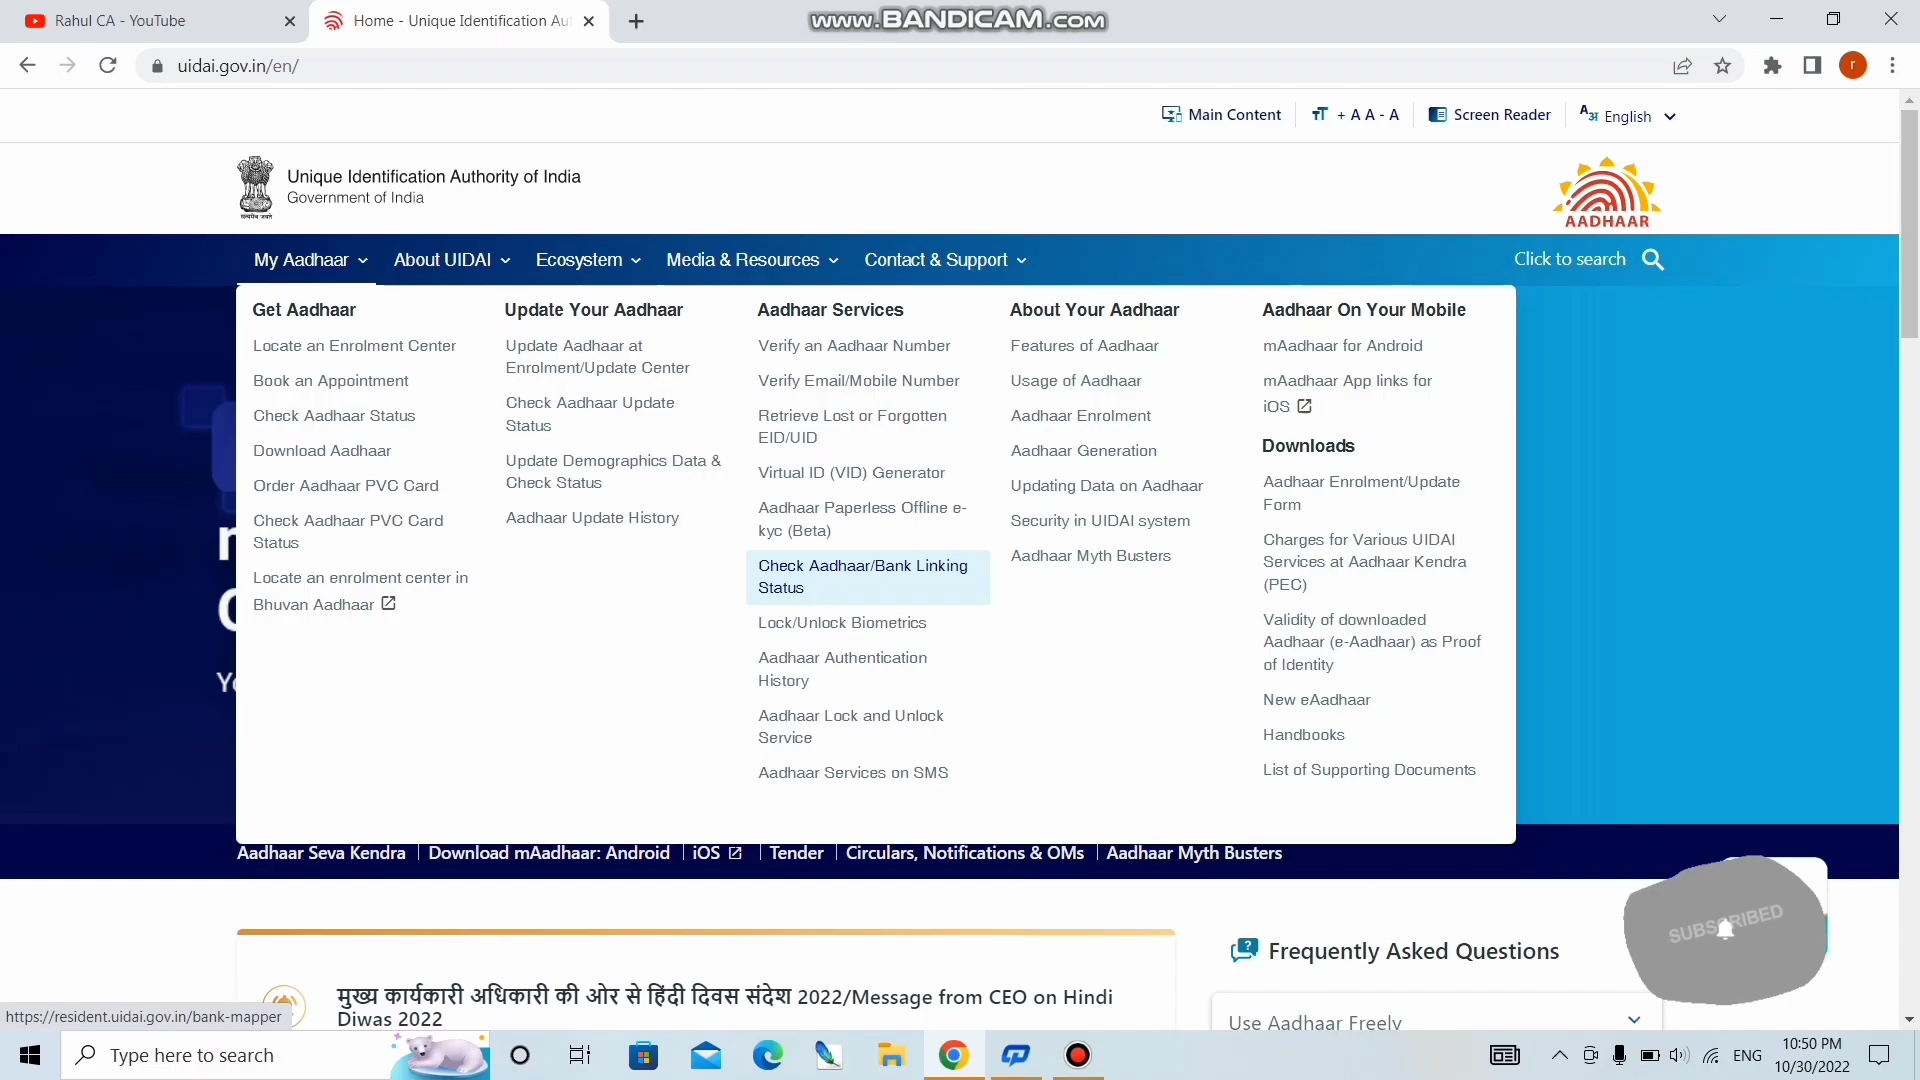 Rahul CA - YouTube
Home - Unique Identification Aut
www.BANDICAM.com
uidai.gov.in/en/
r
Main Content
+ A A - A
Screen Reader
English
Unique Identification Authority of India
Government of India
सत्यमेव जयते
AADHAAR
My Aadhaar
About UIDAI
Ecosystem
Media & Resources
Contact & Support
Click to search
Get Aadhaar
Locate an Enrolment Center
Book an Appointment
Check Aadhaar Status
Download Aadhaar
Order Aadhaar PVC Card
Check Aadhaar PVC Card
Status
Locate an enrolment center in
Bhuvan Aadhaar
Update Your Aadhaar
Update Aadhaar at
Enrolment/Update Center
Check Aadhaar Update
Status
Update Demographics Data &
Check Status
Aadhaar Update History
Aadhaar Services
Verify an Aadhaar Number
Verify Email/Mobile Number
Retrieve Lost or Forgotten
EID/UID
Virtual ID (VID) Generator
Aadhaar Paperless Offline e-
kyc (Beta)
Check Aadhaar/Bank Linking
Status
Lock/Unlock Biometrics
Aadhaar Authentication
History
Aadhaar Lock and Unlock
Service
Aadhaar Services on SMS
About Your Aadhaar
Features of Aadhaar
Usage of Aadhaar
Aadhaar Enrolment
Aadhaar Generation
Updating Data on Aadhaar
Security in UIDAI system
Aadhaar Myth Busters
Aadhaar On Your Mobile
mAadhaar for Android
mAadhaar App links for
iOS
Downloads
Aadhaar Enrolment/Update
Form
Charges for Various UIDAI
Services at Aadhaar Kendra
(PEC)
Validity of downloaded
Aadhaar (e-Aadhaar) as Proof
of Identity
New eAadhaar
Handbooks
List of Supporting Documents
Aadhaar Seva Kendra
Download mAadhaar: Android
iOS
Tender
Circulars, Notifications & OMs
Aadhaar Myth Busters
SUBSCRIBED
मुख्य कार्यकारी अधिकारी की ओर से हिंदी दिवस संदेश 2022/Message from CEO on Hindi
Diwas 2022
Frequently Asked Questions
Use Aadhaar Freely
https://resident.uidai.gov.in/bank-mapper
Type here to search
ENG
10:50 PM
10/30/2022